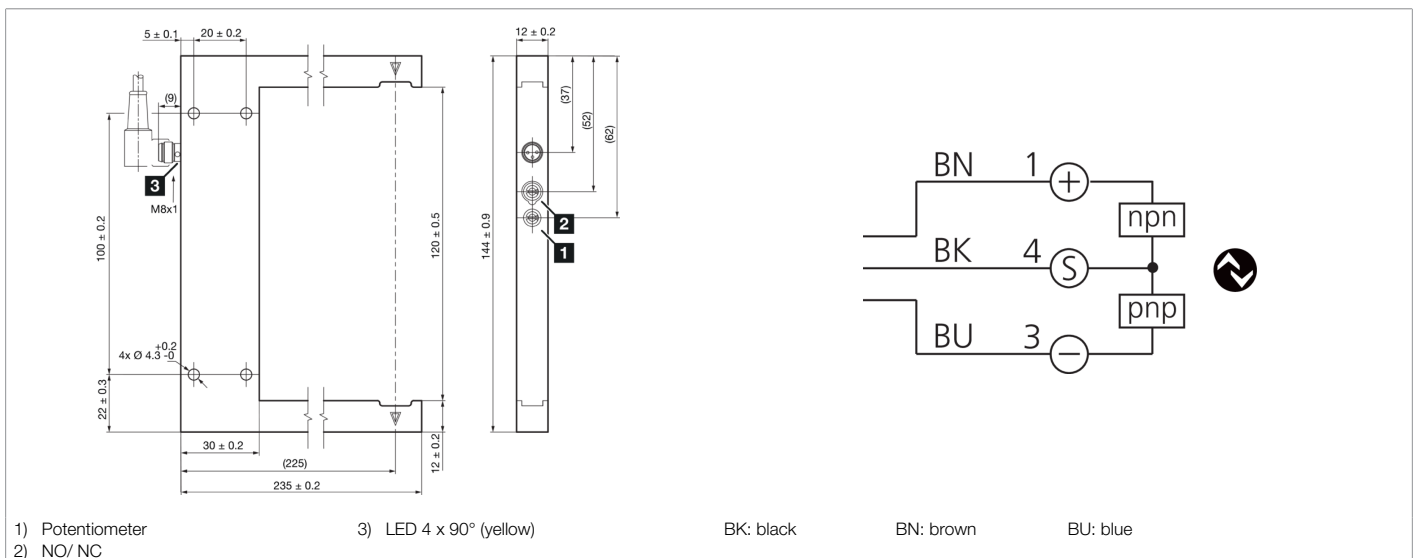 5 ± 0.1
20 ± 0.2
12 ± 0.2
(9)
(37)
(52)
(62)
3
M8x1
2
1
100 ± 0.2
120 ± 0.5
144 ± 0.9
4x Ø 4.3 +0.2 -0
22 ± 0.3
30 ± 0.2
(225)
235 ± 0.2
12 ± 0.2
BN 1 +
npn
BK 4 S
pnp
BU 3 −
1) Potentiometer 3) LED 4 x 90° (yellow) BK: black BN: brown BU: blue
2) NO/ NC